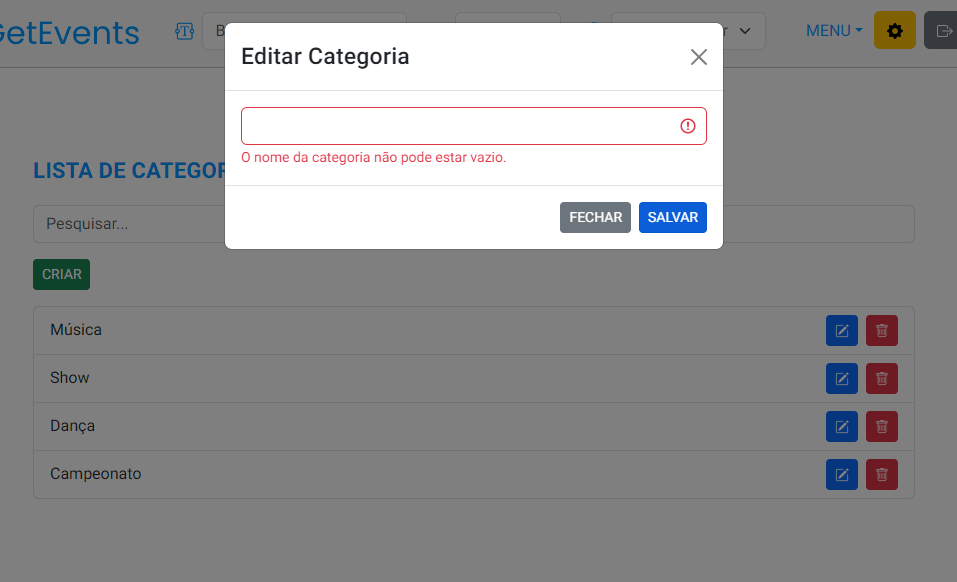 GetEvents
MENU
Editar Categoria
O nome da categoria não pode estar vazio.
FECHAR SALVAR
LISTA DE
Pesquisar...
CRIAR
Música
Show
Dança
Campeonato